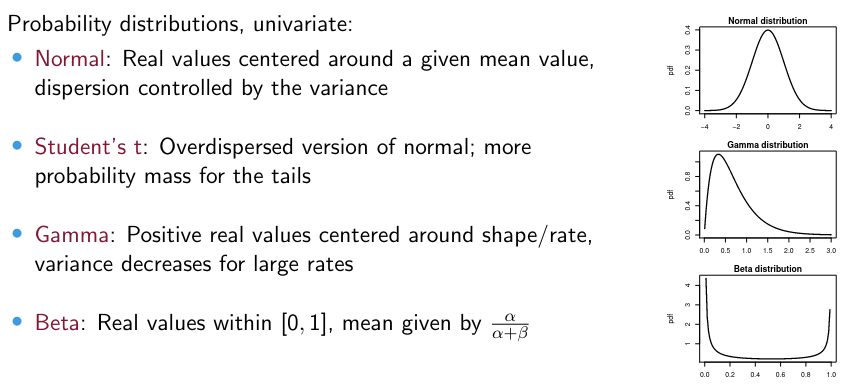 Probability distributions, univariate:
• Normal: Real values centered around a given mean value,
dispersion controlled by the variance
• Student's t: Overdispersed version of normal; more
probability mass for the tails
• Gamma: Positive real values centered around shape/rate,
variance decreases for large rates
• Beta: Real values within [0, 1], mean given by α/(α+β)
Normal distribution
pdf
0.4
0.3
0.2
0.1
0.0
−4 −2 0 2 4
Gamma distribution
pdf
0.8
0.4
0.0
0.0 0.5 1.0 1.5 2.0 2.5 3.0
Beta distribution
pdf
4
3
2
1
0.0 0.2 0.4 0.6 0.8 1.0